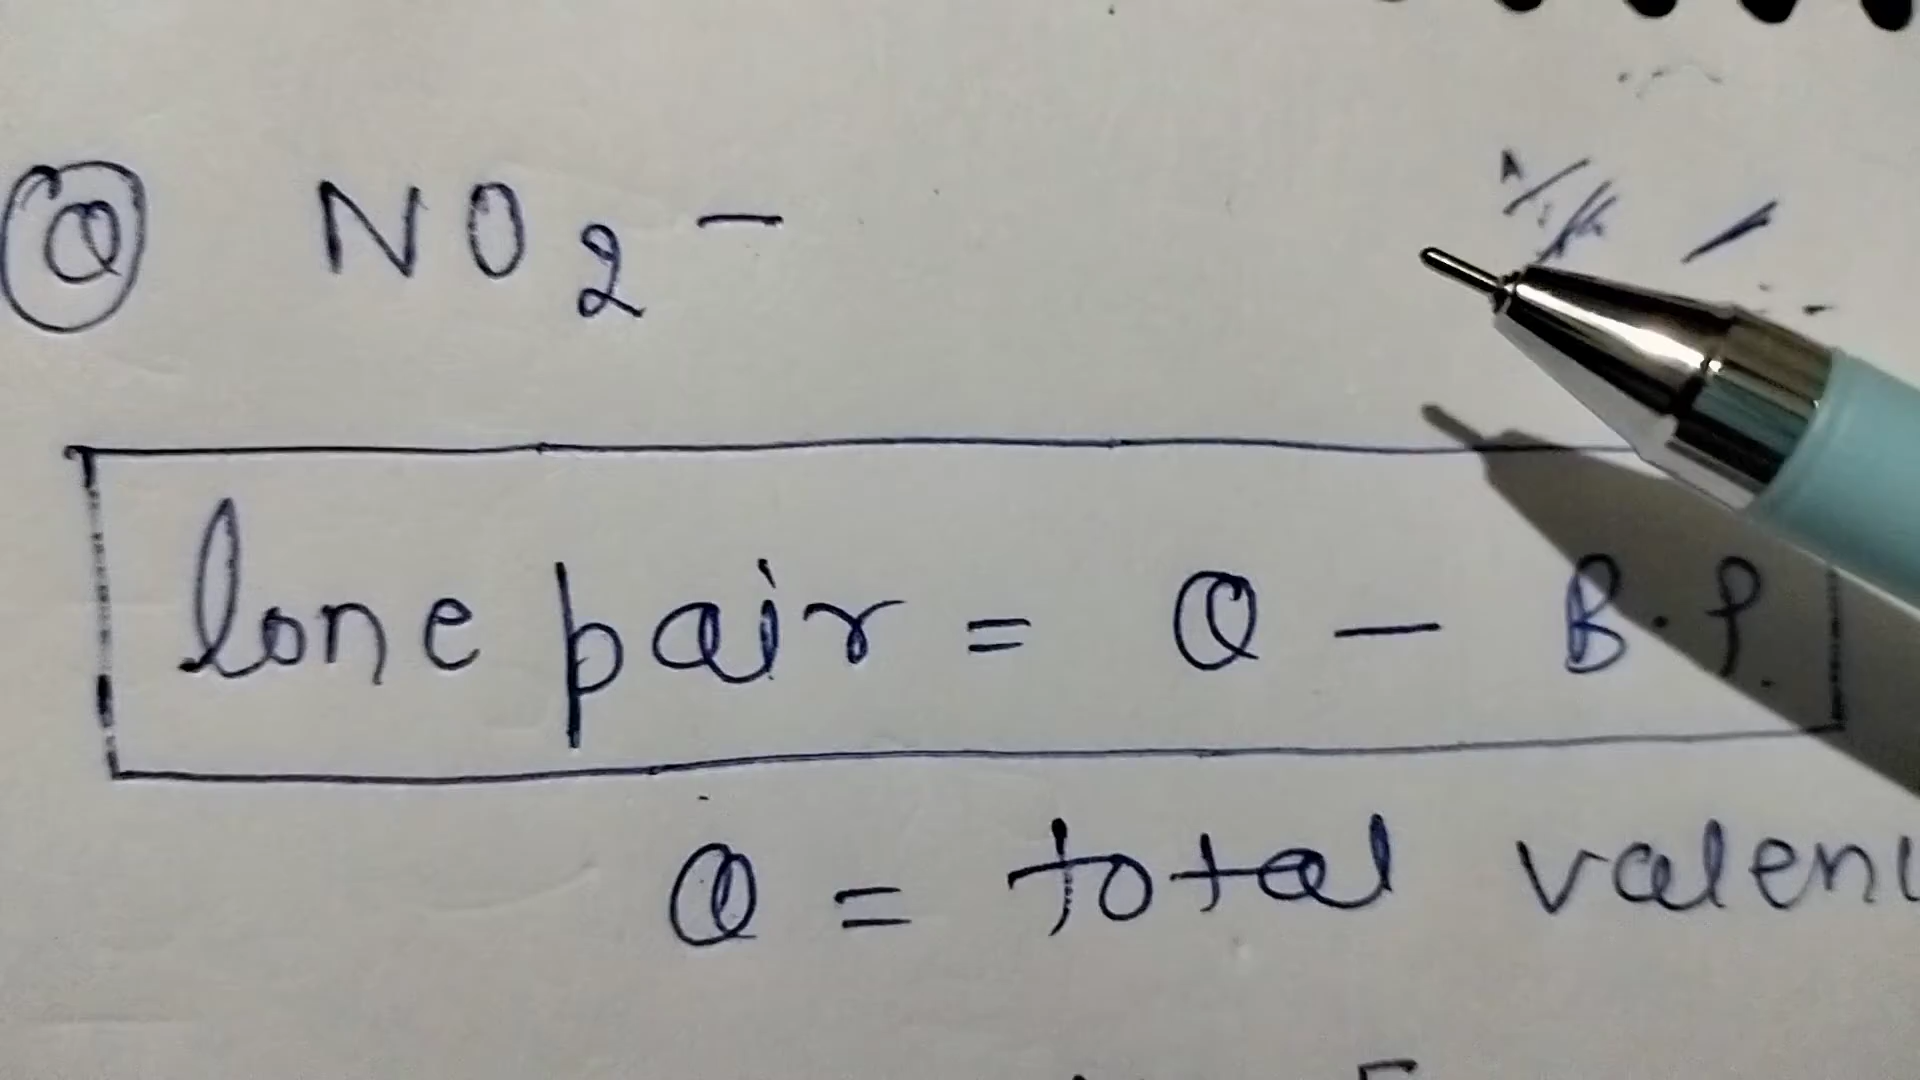 Q NO2-
lone pair = Q - B.P.
Q = total valen